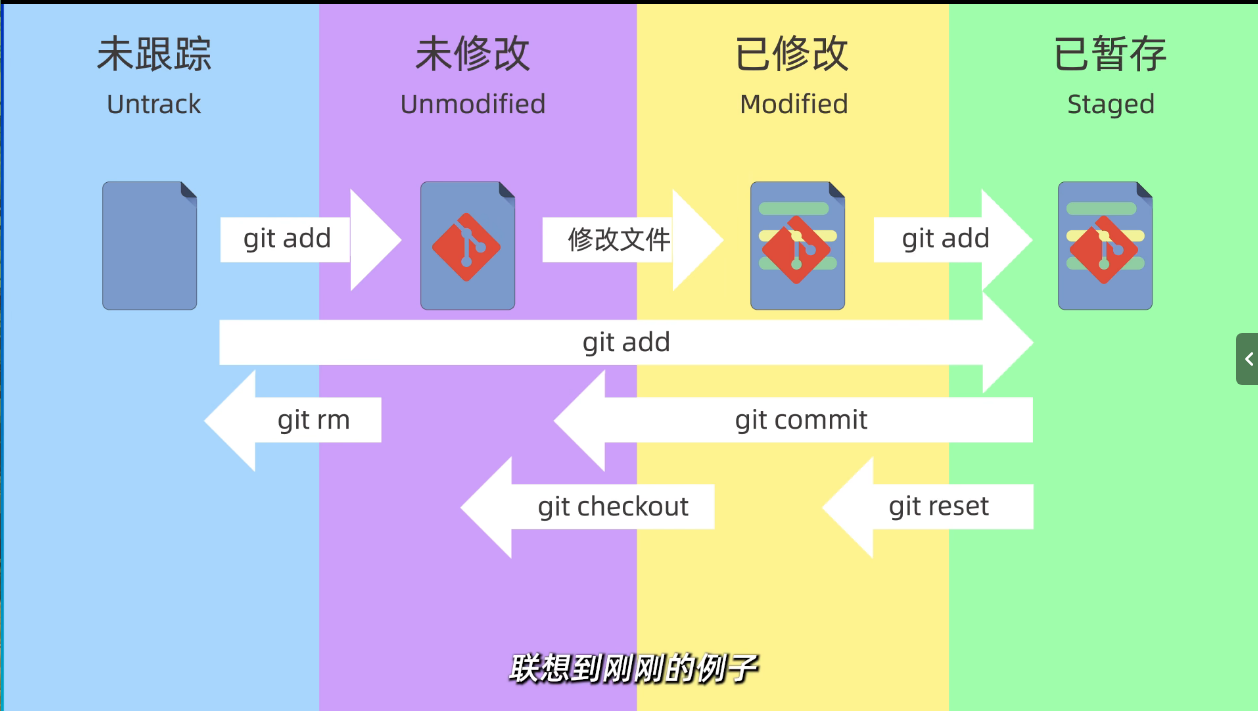 未跟踪
Untrack
未修改
Unmodified
已修改
Modified
已暂存
Staged
git add
修改文件
git add
git add
git rm
git commit
git checkout
git reset
联想到刚刚的例子